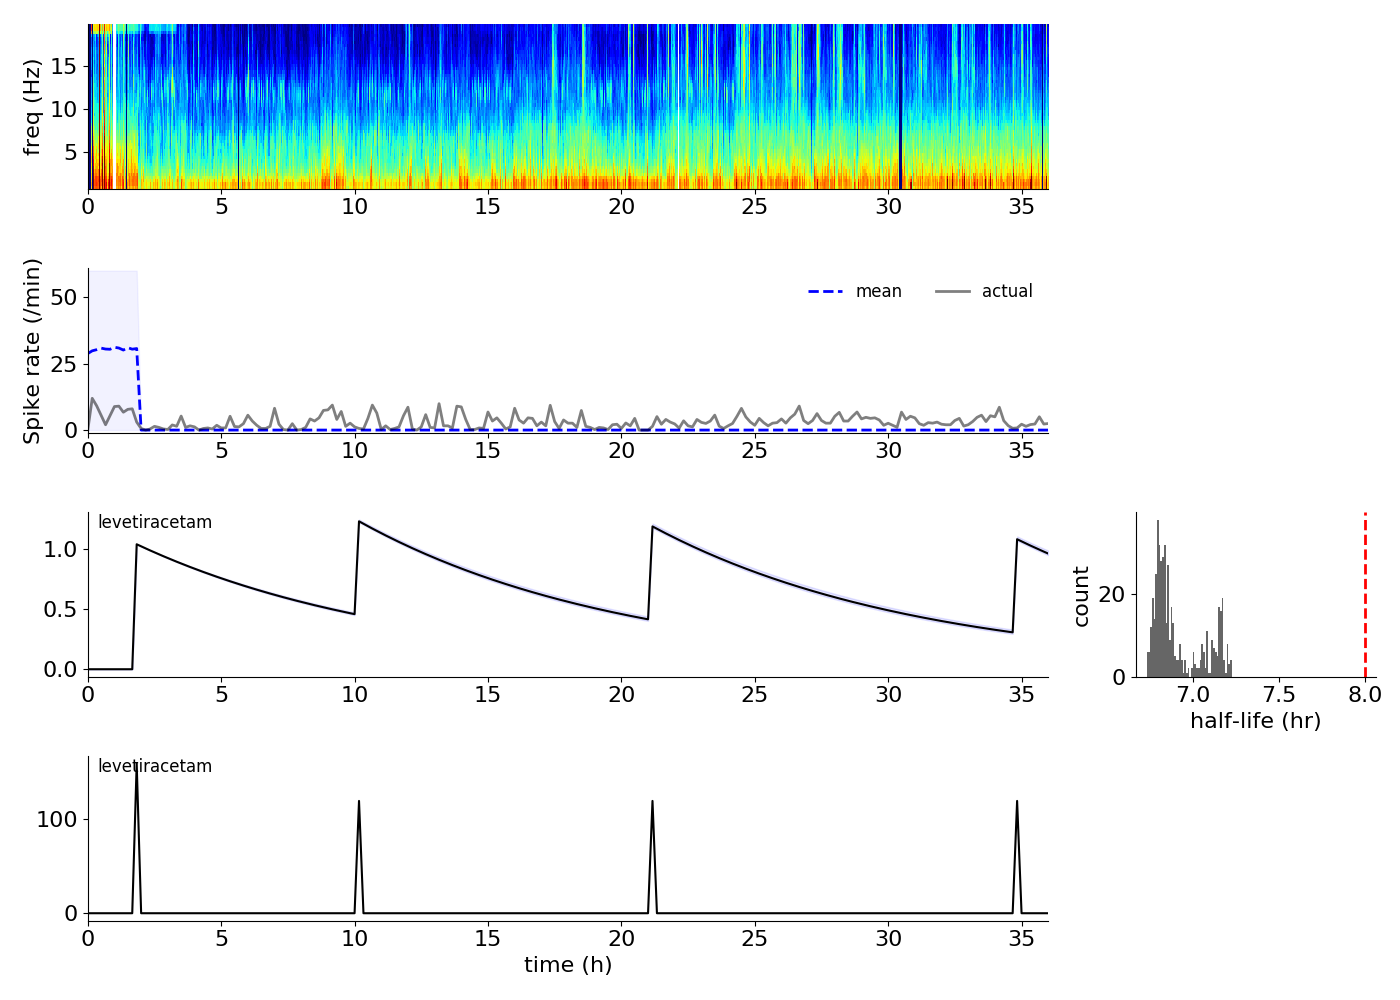 freq (Hz)
15
10
5
0 5 10 15 20 25 30 35
Spike rate (/min)
50
25
0
mean actual
0 5 10 15 20 25 30 35
levetiracetam
1.0
0.5
0.0
0 5 10 15 20 25 30 35
count
20
0
7.0 7.5 8.0
half-life (hr)
levetiracetam
100
0
0 5 10 15 20 25 30 35
time (h)